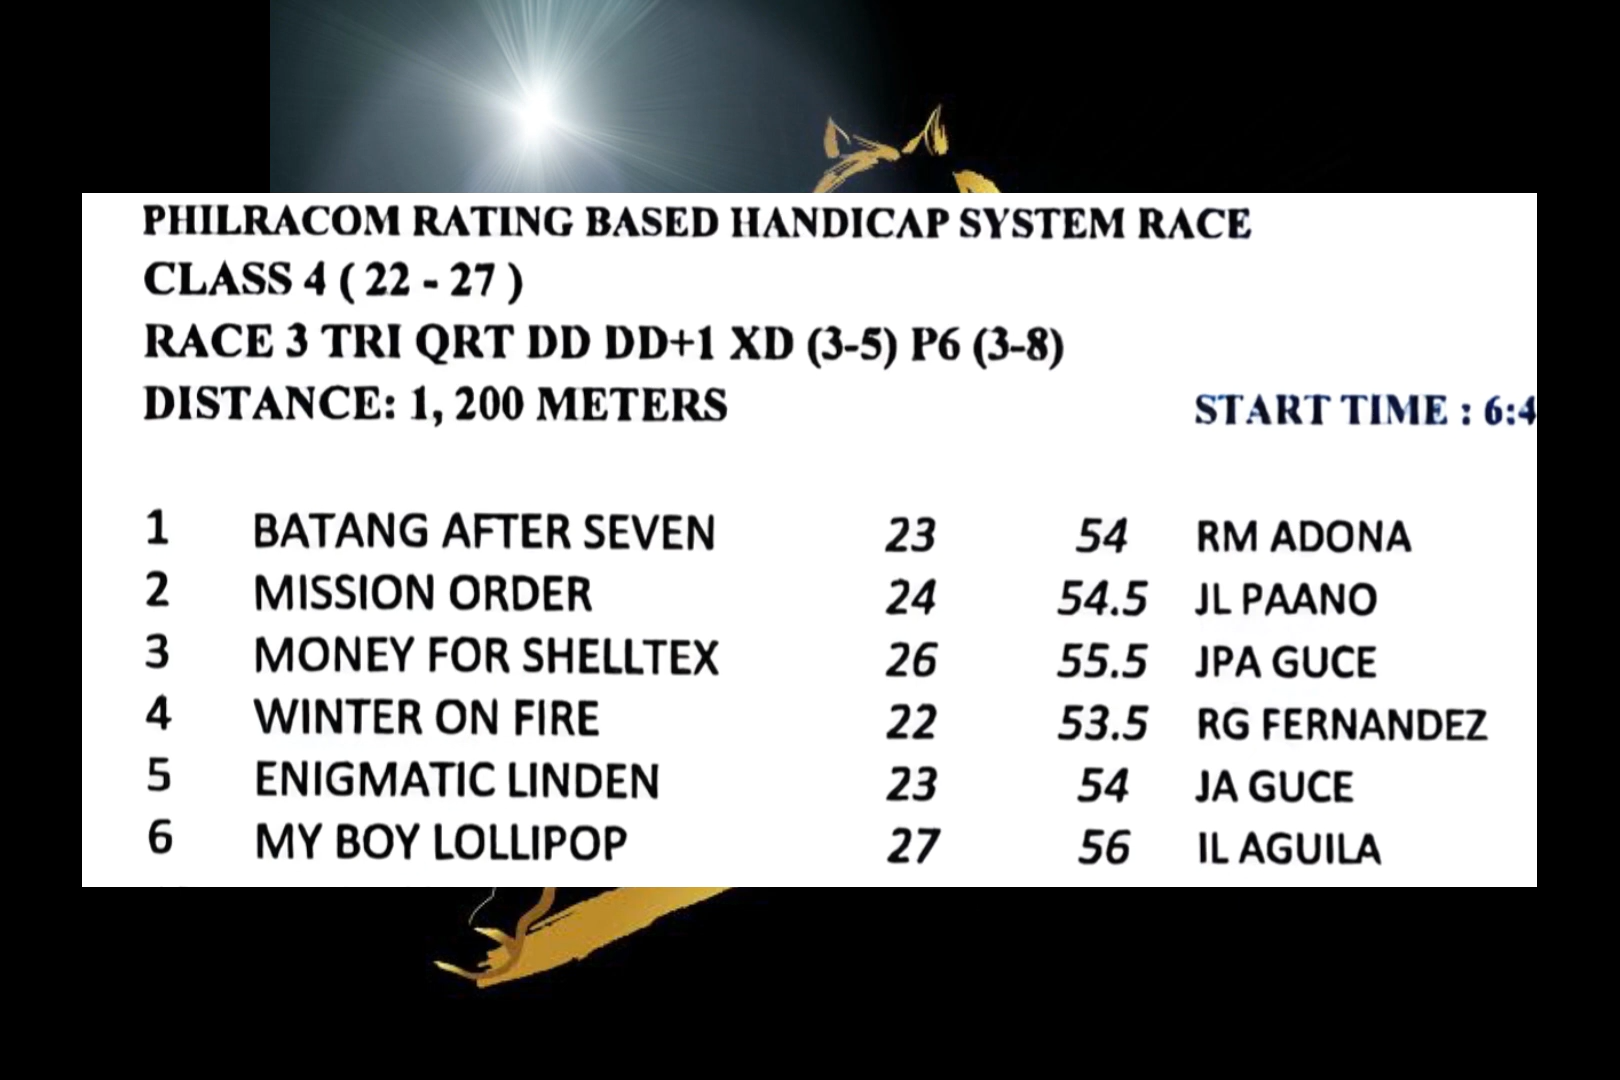 PHILRACOM RATING BASED HANDICAP SYSTEM RACE
CLASS 4 ( 22 - 27 )
RACE 3 TRI QRT DD DD+1 XD (3-5) P6 (3-8)
DISTANCE: 1, 200 METERS START TIME : 6:4
1 BATANG AFTER SEVEN 23 54 RM ADONA
2 MISSION ORDER 24 54.5 JL PAANO
3 MONEY FOR SHELLTEX 26 55.5 JPA GUCE
4 WINTER ON FIRE 22 53.5 RG FERNANDEZ
5 ENIGMATIC LINDEN 23 54 JA GUCE
6 MY BOY LOLLIPOP 27 56 IL AGUILA